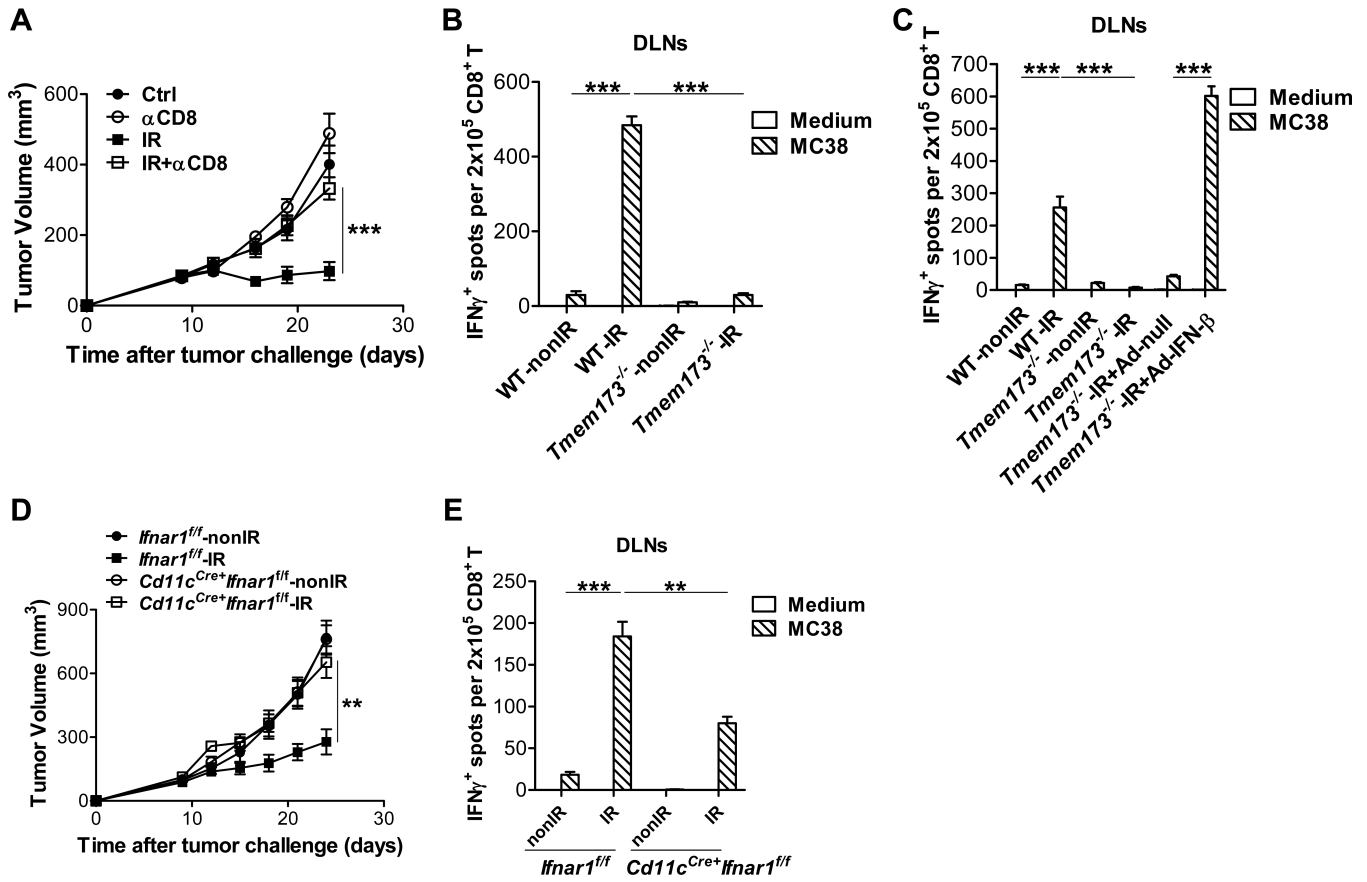 A
Ctrl
αCD8
IR
IR+αCD8
Tumor Volume (mm³)
600
400
200
0
***
0 10 20 30
Time after tumor challenge (days)
B
DLNs
IFNγ⁺ spots per 2x10⁵ CD8⁺ T
600
400
200
0
*** ***
Medium
MC38
WT-nonIR
WT-IR
Tmem173⁻/⁻-nonIR
Tmem173⁻/⁻-IR
C
DLNs
IFNγ⁺ spots per 2x10⁵ CD8⁺ T
700
600
500
400
300
200
100
0
*** *** ***
Medium
MC38
WT-nonIR
WT-IR
Tmem173⁻/⁻-nonIR
Tmem173⁻/⁻-IR
Tmem173⁻/⁻-IR+Ad-null
Tmem173⁻/⁻-IR+Ad-IFN-β
D
Ifnar1f/f-nonIR
Ifnar1f/f-IR
Cd11cCre+Ifnar1f/f-nonIR
Cd11cCre+Ifnar1f/f-IR
Tumor Volume (mm³)
900
600
300
0
**
0 10 20 30
Time after tumor challenge (days)
E
DLNs
IFNγ⁺ spots per 2x10⁵ CD8⁺ T
250
200
150
100
50
0
*** **
Medium
MC38
nonIR IR nonIR IR
Ifnar1f/f Cd11cCre+Ifnar1f/f